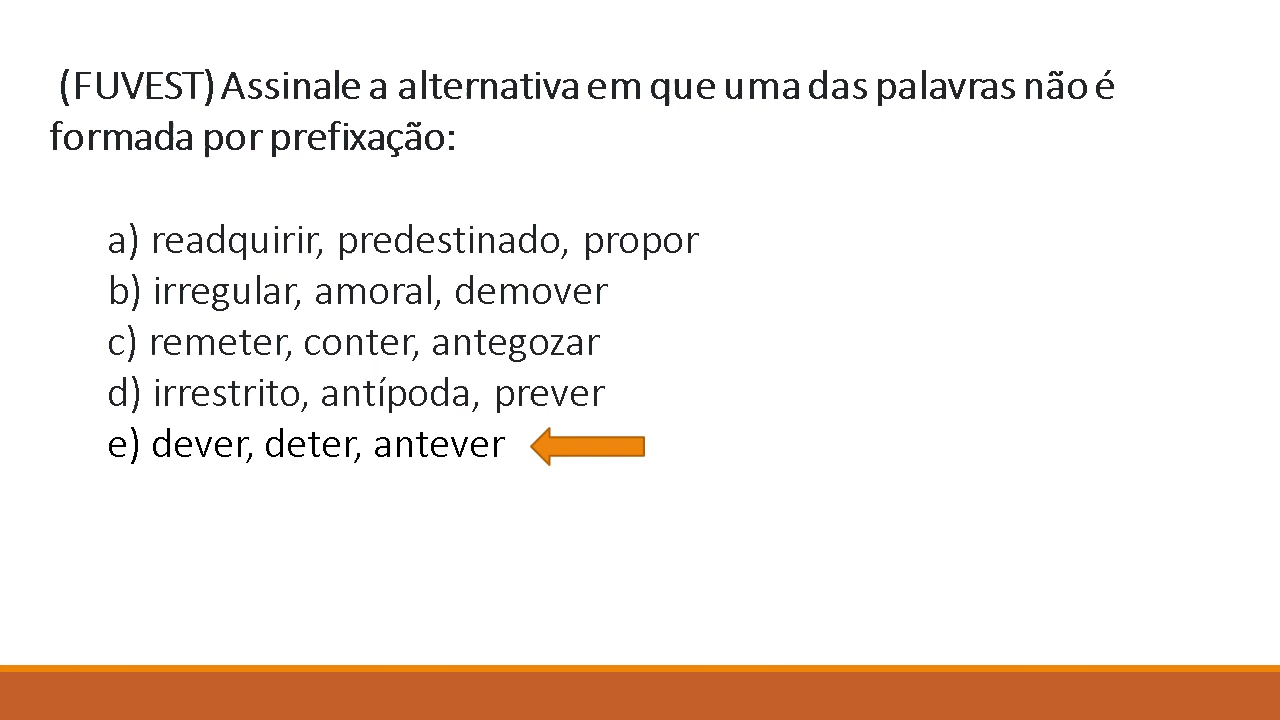 (FUVEST) Assinale a alternativa em que uma das palavras não é
formada por prefixação:
a) readquirir, predestinado, propor
b) irregular, amoral, demover
c) remeter, conter, antegozar
d) irrestrito, antípoda, prever
e) dever, deter, antever